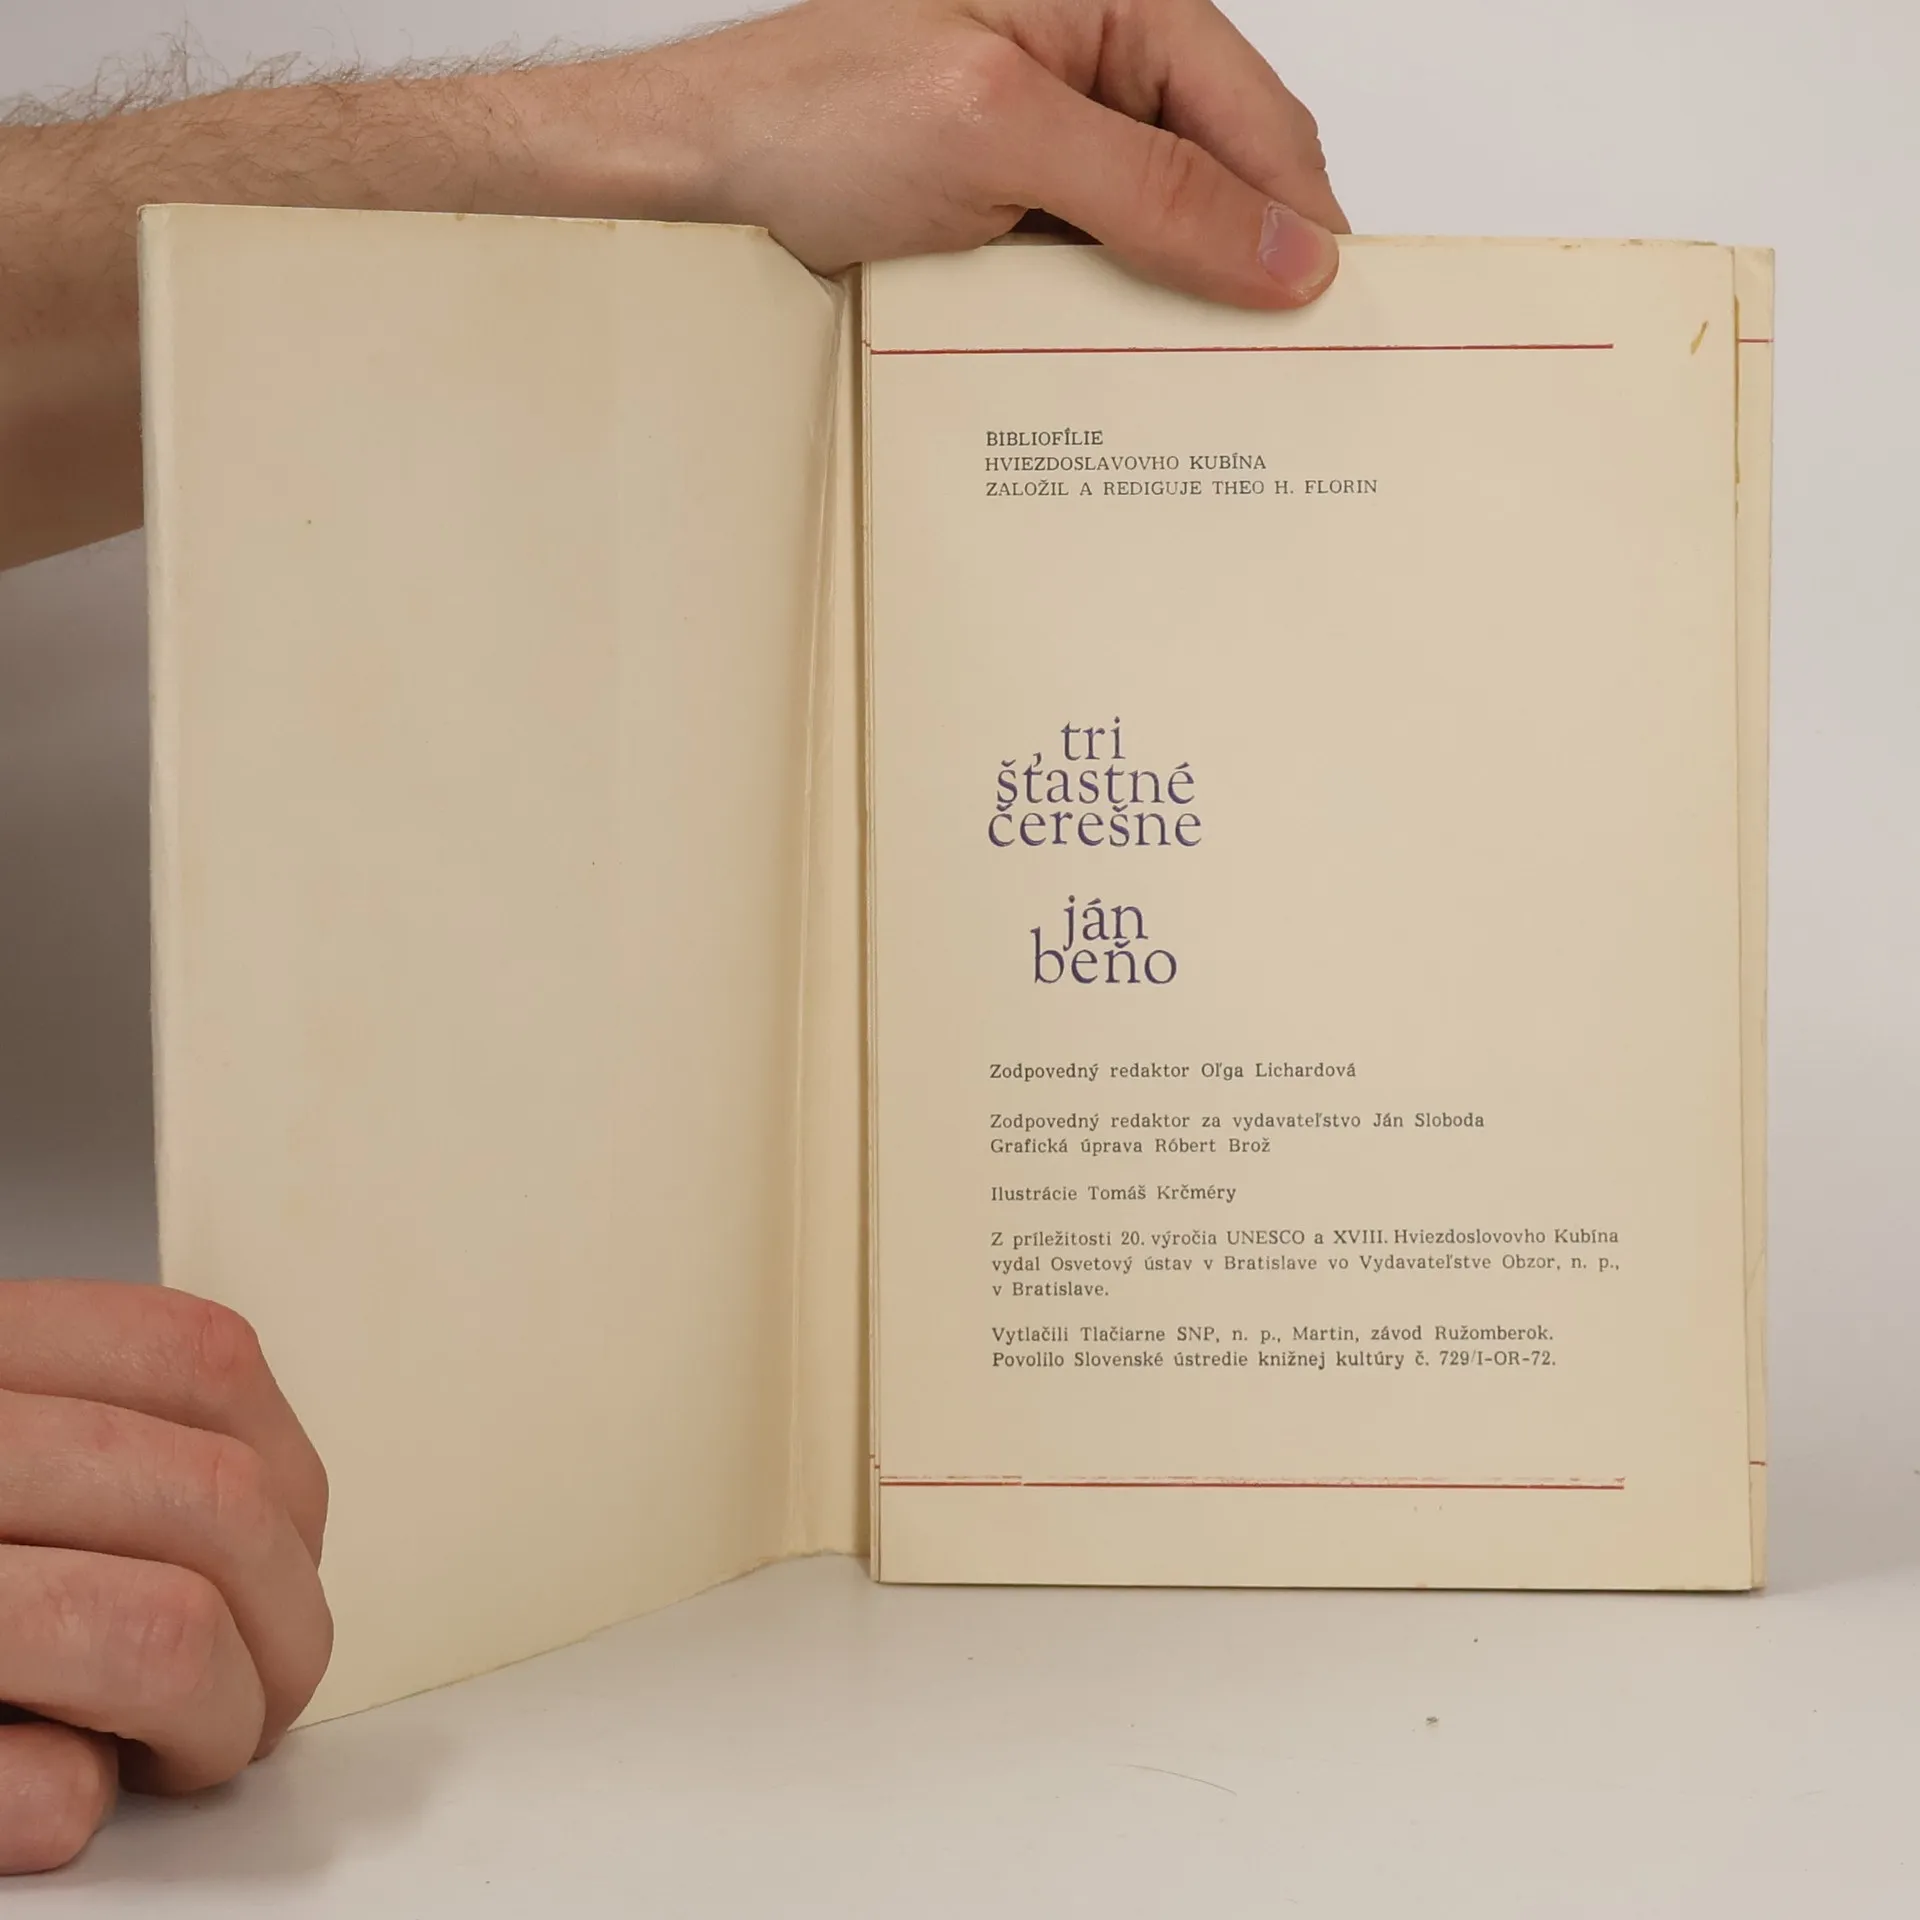 BIBLIOFÍLIE
HVIEZDOSLAVOVHO KUBÍNA
ZALOŽIL A REDIGUJE THEO H. FLORIN
tri
šťastné
čerešne
ján
beňo
Zodpovedný redaktor Oľga Lichardová
Zodpovedný redaktor za vydavateľstvo Ján Sloboda
Grafická úprava Róbert Brož
Ilustrácie Tomáš Krčméry
Z príležitosti 20. výročia UNESCO a XVIII. Hviezdoslovovho Kubína
vydal Osvetový ústav v Bratislave vo Vydavateľstve Obzor, n. p.,
v Bratislave.
Vytlačili Tlačiarne SNP, n. p., Martin, závod Ružomberok.
Povolilo Slovenské ústredie knižnej kultúry č. 729/I-OR-72.